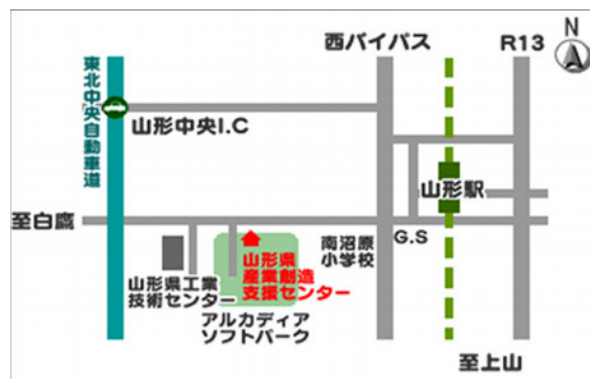 西バイパス
R13
N
東北中央自動車道
山形中央I.C
山形駅
至白鷹
G.S
南沼原
小学校
山形県
産業創造
支援センター
山形県工業
技術センター
アルカディア
ソフトパーク
至上山